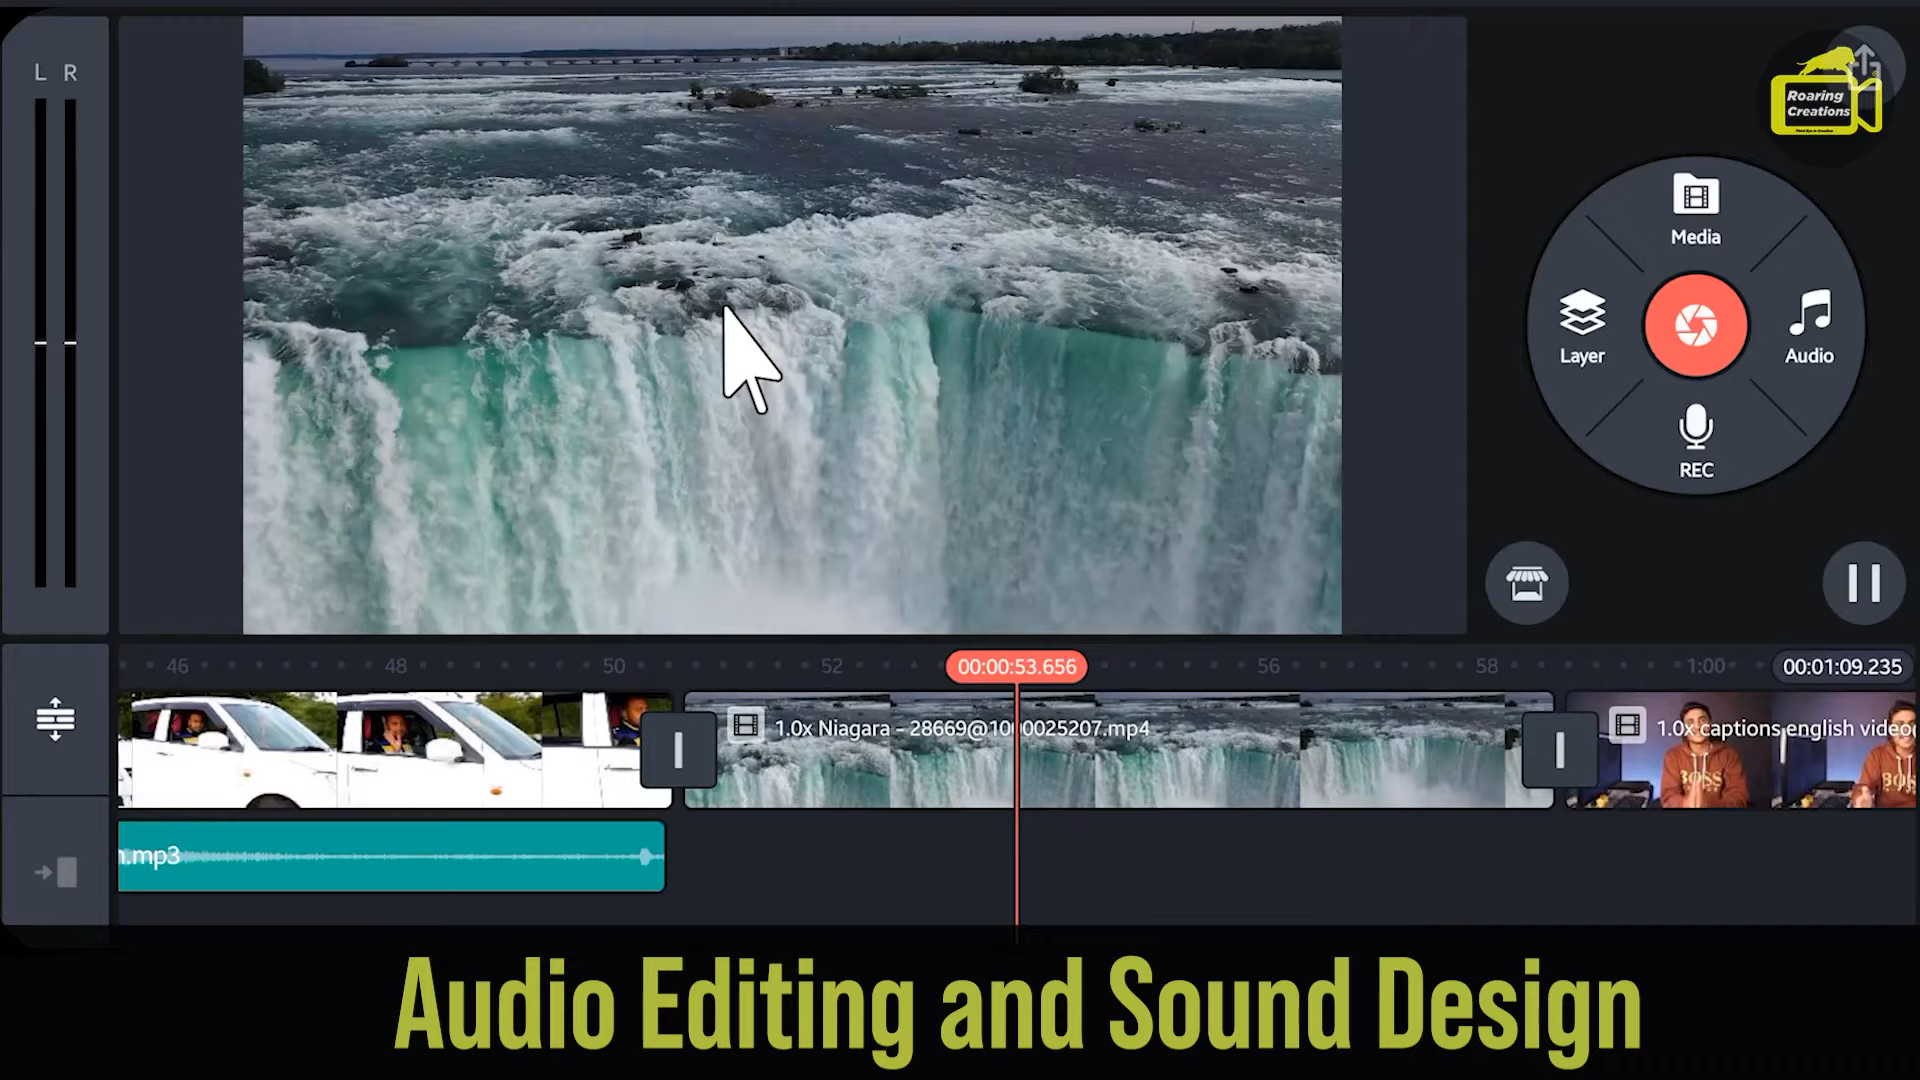 L R
Roaring
Creations
Media
Layer
Audio
REC
46 48 50 52 00:00:53.656 56 58 1:00 00:01:09.235
1.0x Niagara - 28669@1000025207.mp4
1.0x captions english video
BOSS
.mp3
Audio Editing and Sound Design